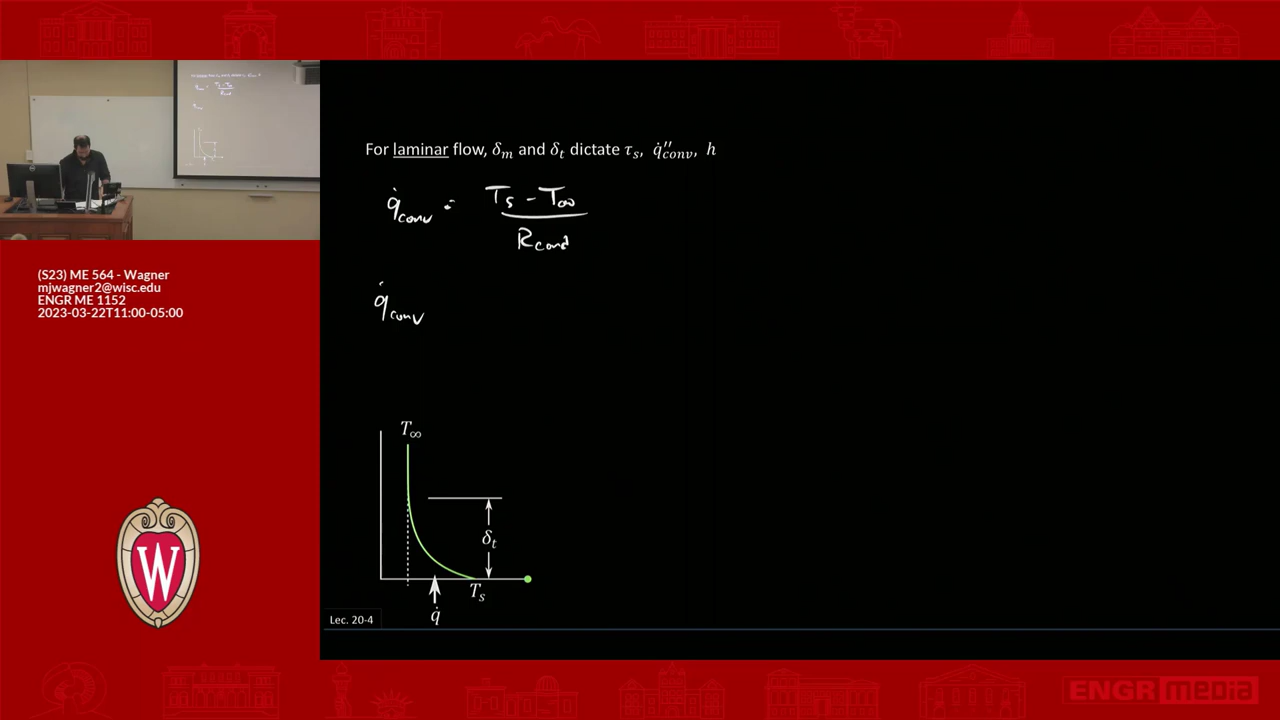 For laminar flow, δₘ and δₜ dictate τₛ, q̇″conv, h
q̇conv = (Tₛ - T∞) / Rcond
q̇conv
T∞
δₜ
Tₛ
q̇
Lec. 20-4
(S23) ME 564 - Wagner
mjwagner2@wisc.edu
ENGR ME 1152
2023-03-22T11:00-05:00
W
ENGR media